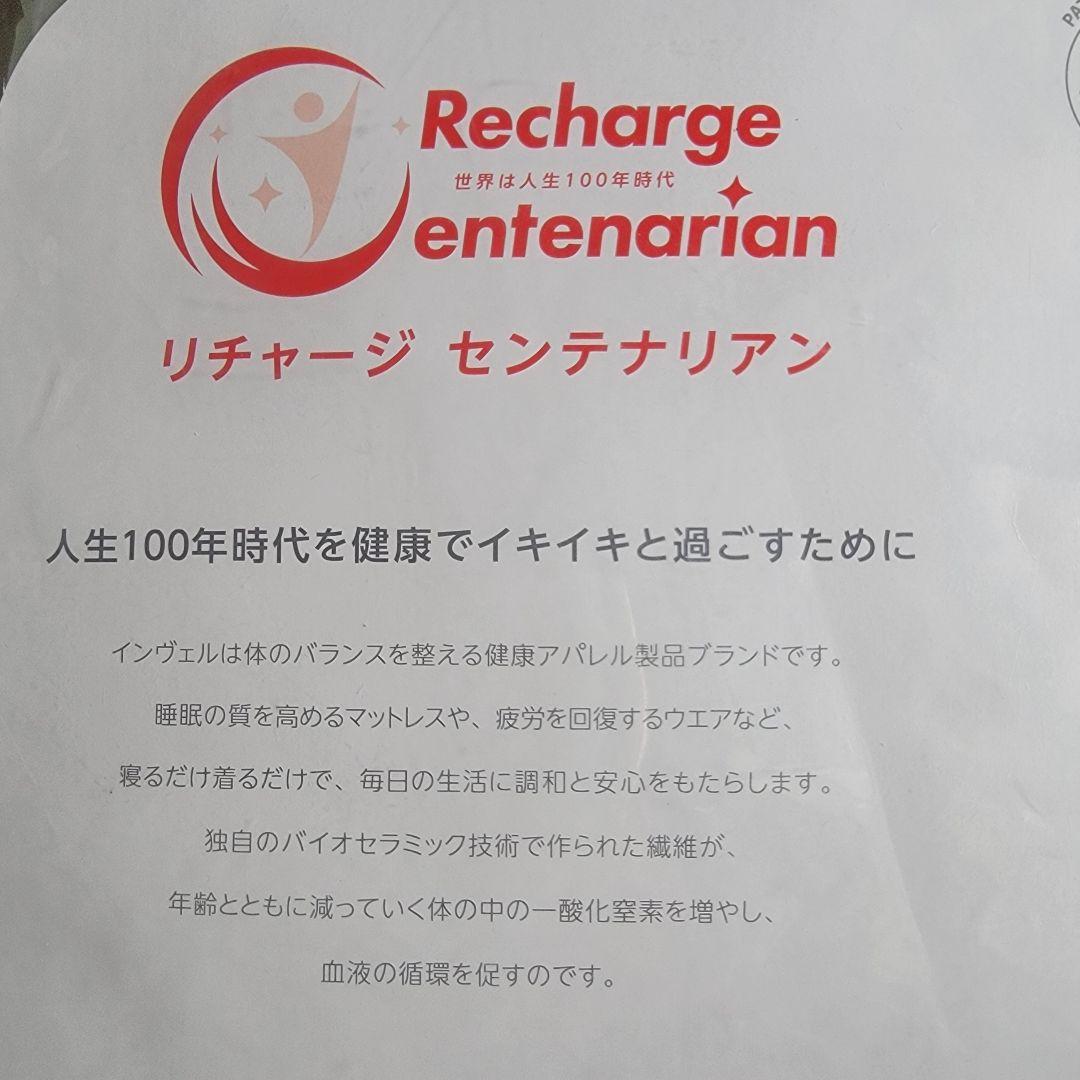 Recharge
世界は人生100年時代
entenarian
リチャージ センテナリアン
人生100年時代を健康でイキイキと過ごすために
インヴェルは体のバランスを整える健康アパレル製品ブランドです。
睡眠の質を高めるマットレスや、疲労を回復するウエアなど、
寝るだけ着るだけで、毎日の生活に調和と安心をもたらします。
独自のバイオセラミック技術で作られた繊維が、
年齢とともに減っていく体の中の一酸化窒素を増やし、
血液の循環を促すのです。